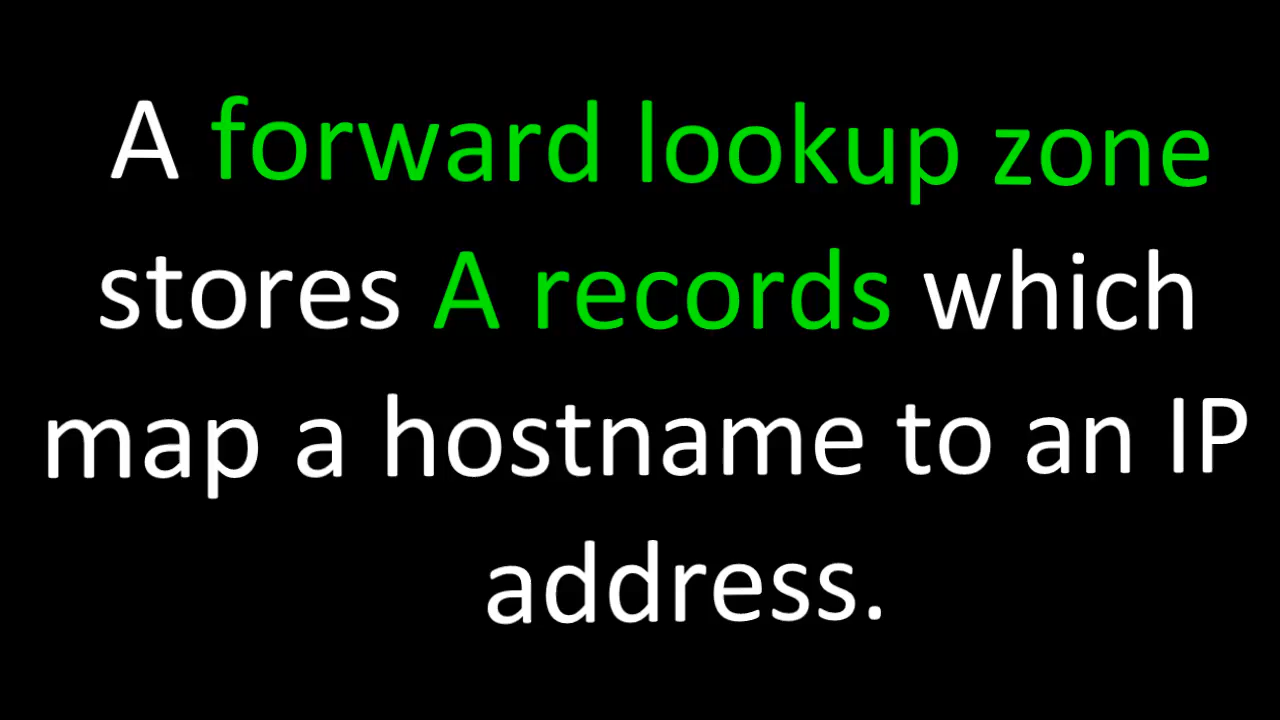 A forward lookup zone
stores A records which
map a hostname to an IP
address.